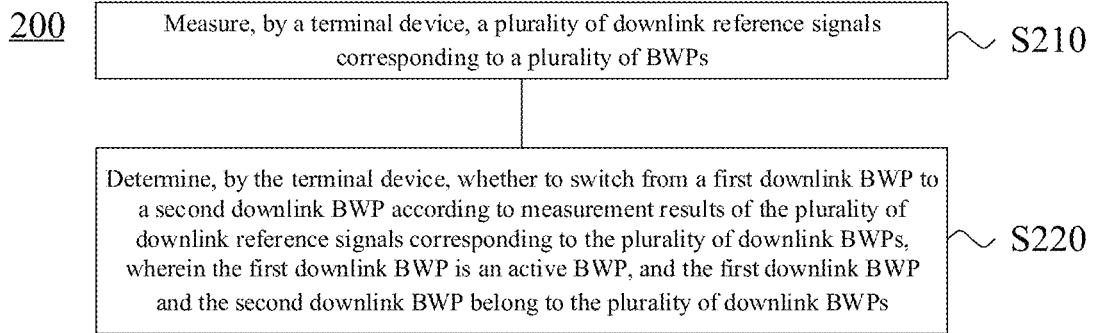 200
Measure, by a terminal device, a plurality of downlink reference signals
corresponding to a plurality of BWPs
S210
Determine, by the terminal device, whether to switch from a first downlink BWP to
a second downlink BWP according to measurement results of the plurality of
downlink reference signals corresponding to the plurality of downlink BWPs,
wherein the first downlink BWP is an active BWP, and the first downlink BWP
and the second downlink BWP belong to the plurality of downlink BWPs
S220